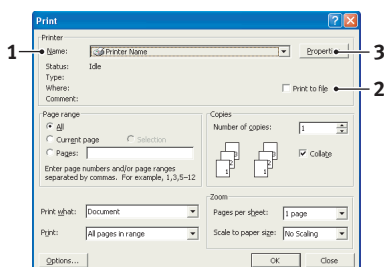 Print
Printer
1
Name:
Printer Name
Properti
3
Status: Idle
Type:
Where:
Print to file
2
Comment:
Page range
All
Current page
Selection
Pages:
Enter page numbers and/or page ranges
separated by commas. For example, 1,3,5–12
Copies
Number of copies: 1
Collate
Print what: Document
Print: All pages in range
Zoom
Pages per sheet: 1 page
Scale to paper size: No Scaling
Options...
OK
Close